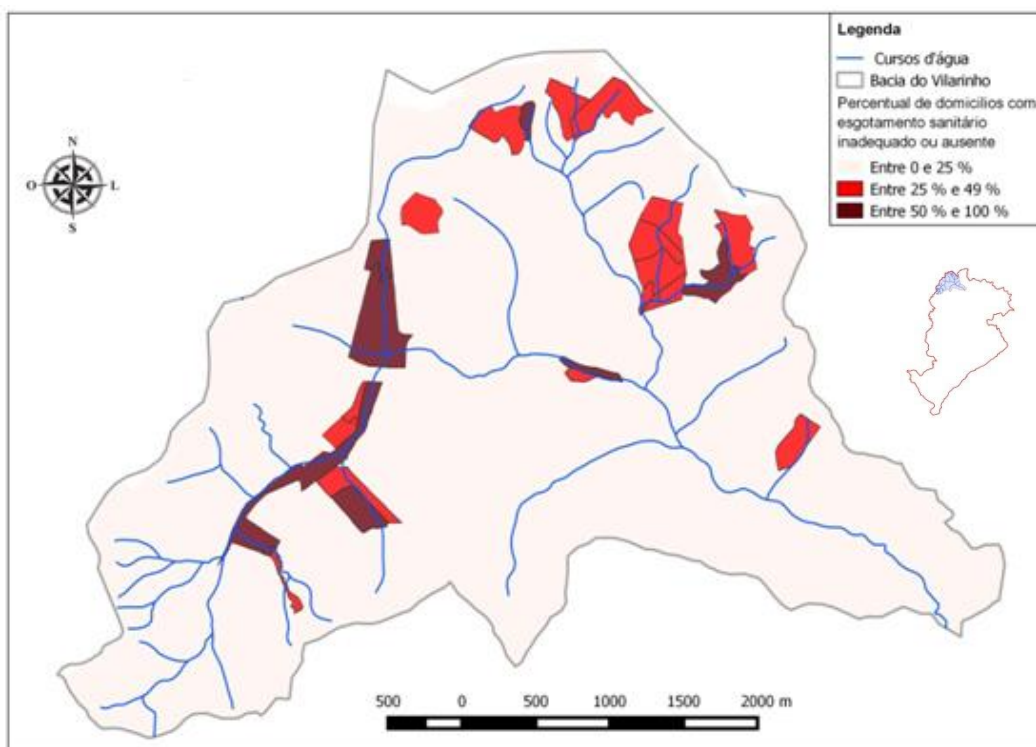 Legenda
Cursos d'água
Bacia do Vilarinho
Percentual de domicílios com
esgotamento sanitário
inadequado ou ausente
Entre 0 e 25 %
Entre 25 % e 49 %
Entre 50 % e 100 %
N
O L
S
500 0 500 1000 1500 2000 m